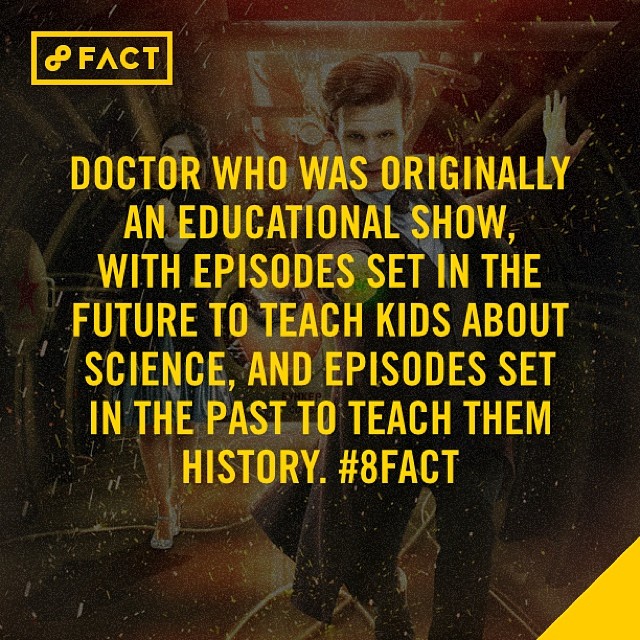 8 FACT
DOCTOR WHO WAS ORIGINALLY
AN EDUCATIONAL SHOW,
WITH EPISODES SET IN THE
FUTURE TO TEACH KIDS ABOUT
SCIENCE, AND EPISODES SET
IN THE PAST TO TEACH THEM
HISTORY. #8FACT